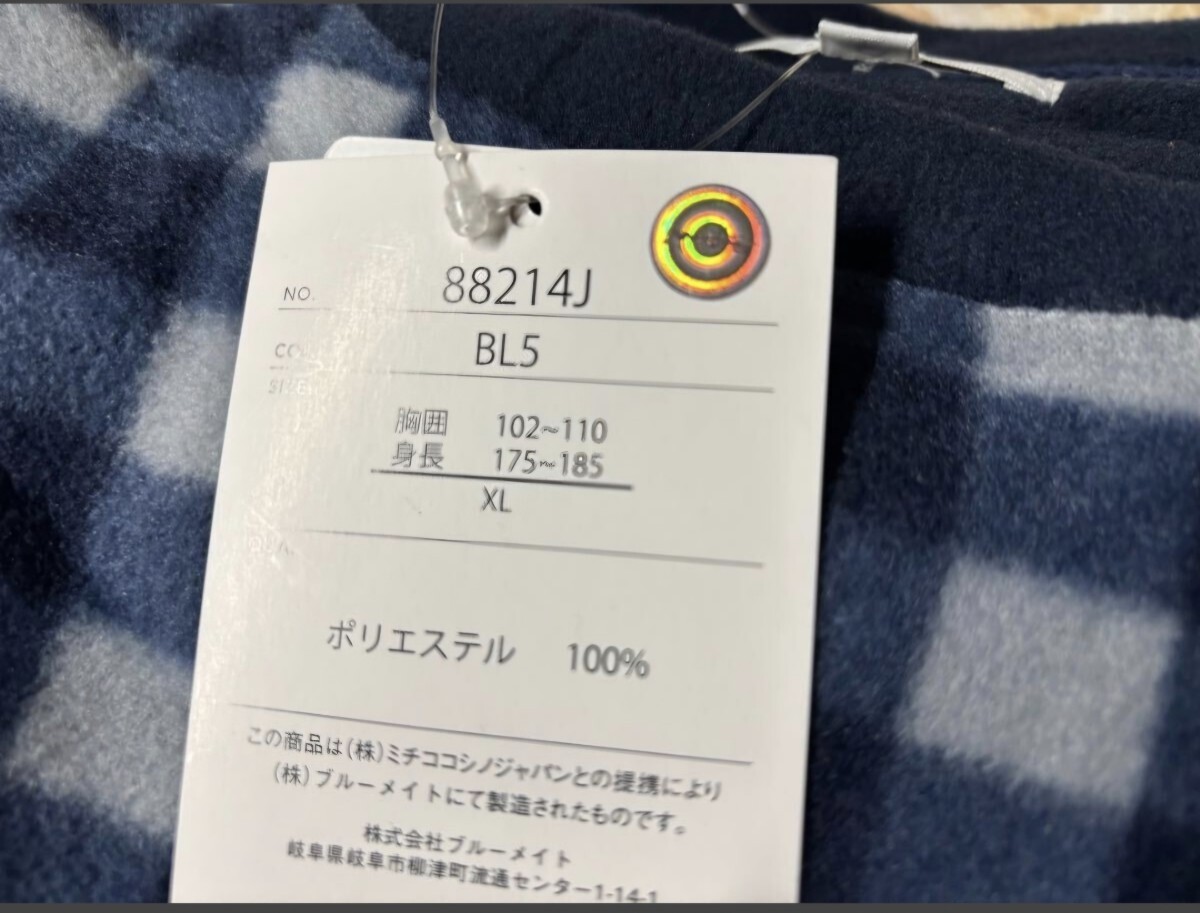 NO. 88214J
BL5
胸囲 102~110
身長 175~185
XL
ポリエステル 100%
この商品は(株)ミチココシノジャパンとの提携により
(株)ブルーメイトにて製造されたものです。
株式会社ブルーメイト
岐阜県岐阜市柳津町流通センター1-14-1